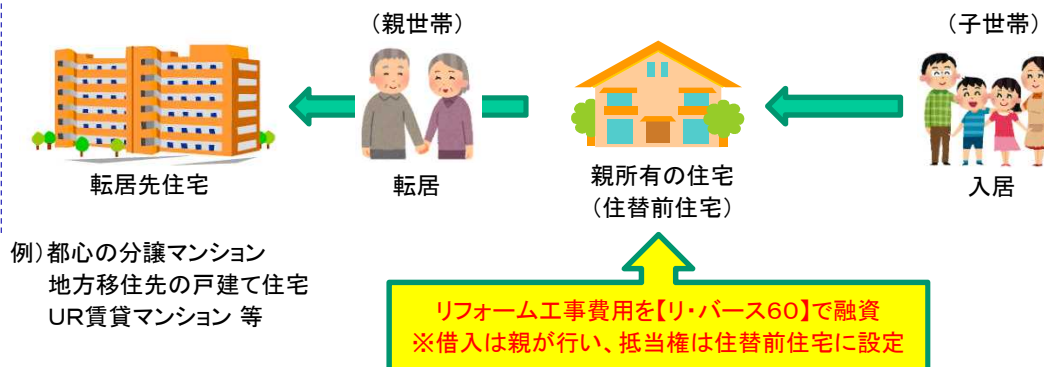 （親世帯）
（子世帯）
転居先住宅
転居
親所有の住宅
（住替前住宅）
入居
例）都心の分譲マンション
地方移住先の戸建て住宅
UR賃貸マンション 等
リフォーム工事費用を【リ・バース60】で融資
※借入は親が行い、抵当権は住替前住宅に設定